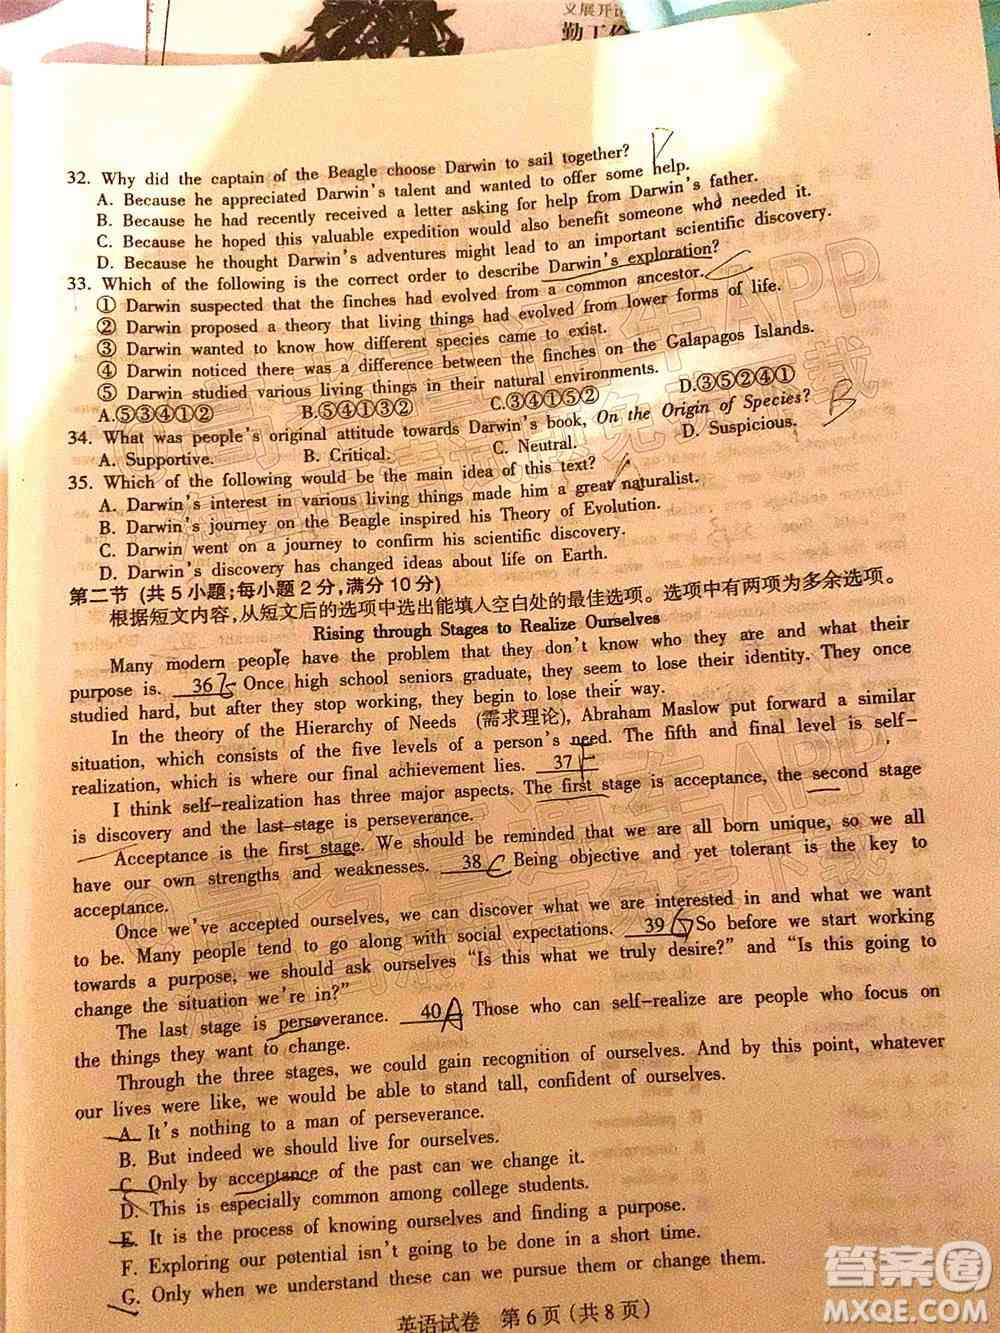 义展开
勤工
32. Why did the captain of the Beagle choose Darwin to sail together?
A. Because he appreciated Darwin's talent and wanted to offer some help.
B. Because he had recently received a letter asking for help from Darwin's father.
C. Because he hoped this valuable expedition would also benefit someone who needed it.
D. Because he thought Darwin's adventures might lead to an important scientific discovery.
33. Which of the following is the correct order to describe Darwin's exploration?
① Darwin suspected that the finches had evolved from a common ancestor.
② Darwin proposed a theory that living things had evolved from lower forms of life.
③ Darwin wanted to know how different species came to exist.
④ Darwin noticed there was a difference between the finches on the Galapagos Islands.
⑤ Darwin studied various living things in their natural environments.
A.⑤③④①② B.⑤④①③② C.③④①⑤② D.③⑤②④①
34. What was people's original attitude towards Darwin's book, On the Origin of Species? B
A. Supportive. B. Critical. C. Neutral. D. Suspicious.
35. Which of the following would be the main idea of this text?
A. Darwin's interest in various living things made him a great naturalist.
B. Darwin's journey on the Beagle inspired his Theory of Evolution.
C. Darwin went on a journey to confirm his scientific discovery.
D. Darwin's discovery has changed ideas about life on Earth.
第二节 (共5小题;每小题2分,满分10分)
根据短文内容,从短文后的选项中选出能填入空白处的最佳选项。选项中有两项为多余选项。
Rising through Stages to Realize Ourselves
Many modern people have the problem that they don't know who they are and what their
purpose is. 36 Once high school seniors graduate, they seem to lose their identity. They once
studied hard, but after they stop working, they begin to lose their way.
In the theory of the Hierarchy of Needs (需求理论), Abraham Maslow put forward a similar
situation, which consists of the five levels of a person's need. The fifth and final level is self-
realization, which is where our final achievement lies. 37 E
I think self-realization has three major aspects. The first stage is acceptance, the second stage
is discovery and the last stage is perseverance.
Acceptance is the first stage. We should be reminded that we are all born unique, so we all
have our own strengths and weaknesses. 38 C Being objective and yet tolerant is the key to
acceptance.
Once we've accepted ourselves, we can discover what we are interested in and what we want
to be. Many people tend to go along with social expectations. 39 G So before we start working
towards a purpose, we should ask ourselves "Is this what we truly desire?" and "Is this going to
change the situation we're in?"
The last stage is perseverance. 40 A Those who can self-realize are people who focus on
the things they want to change.
Through the three stages, we could gain recognition of ourselves. And by this point, whatever
our lives were like, we would be able to stand tall, confident of ourselves.
A. It's nothing to a man of perseverance.
B. But indeed we should live for ourselves.
C. Only by acceptance of the past can we change it.
D. This is especially common among college students.
E. It is the process of knowing ourselves and finding a purpose.
F. Exploring our potential isn't going to be done in a short time.
G. Only when we understand these can we pursue them or change them.
英语试卷 第6页(共8页)
答案圈
MXQE.COM